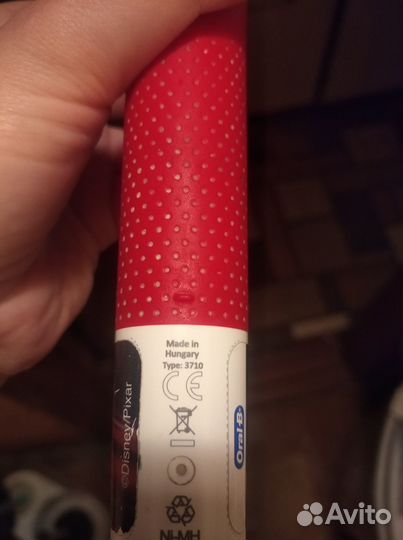 Made in
Hungary
Type: 3710
CE
©Disney/Pixar
Oral-B
Ni-MH
Avito